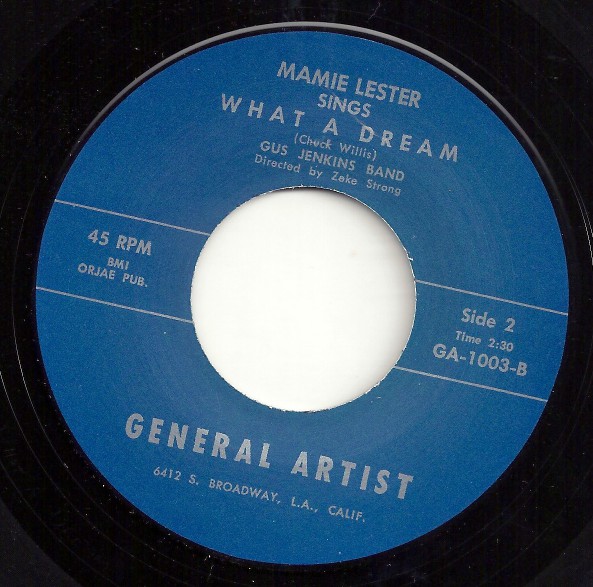 MAMIE LESTER
SINGS
WHAT A DREAM
(Chuck Willis)
GUS JENKINS BAND
Directed by Zeke Strong
45 RPM
BMI
ORJAE PUB.
Side 2
Time 2:30
GA-1003-B
GENERAL ARTIST
6412 S. BROADWAY, L.A., CALIF.